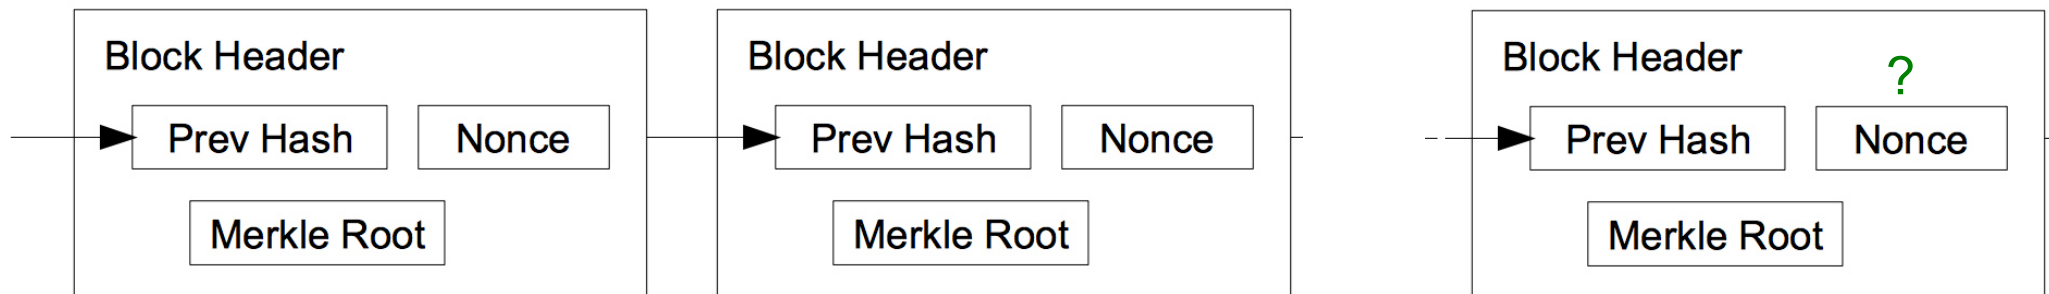 Block Header
Prev Hash
Nonce
Merkle Root
Block Header
Prev Hash
Nonce
Merkle Root
Block Header
?
Prev Hash
Nonce
Merkle Root